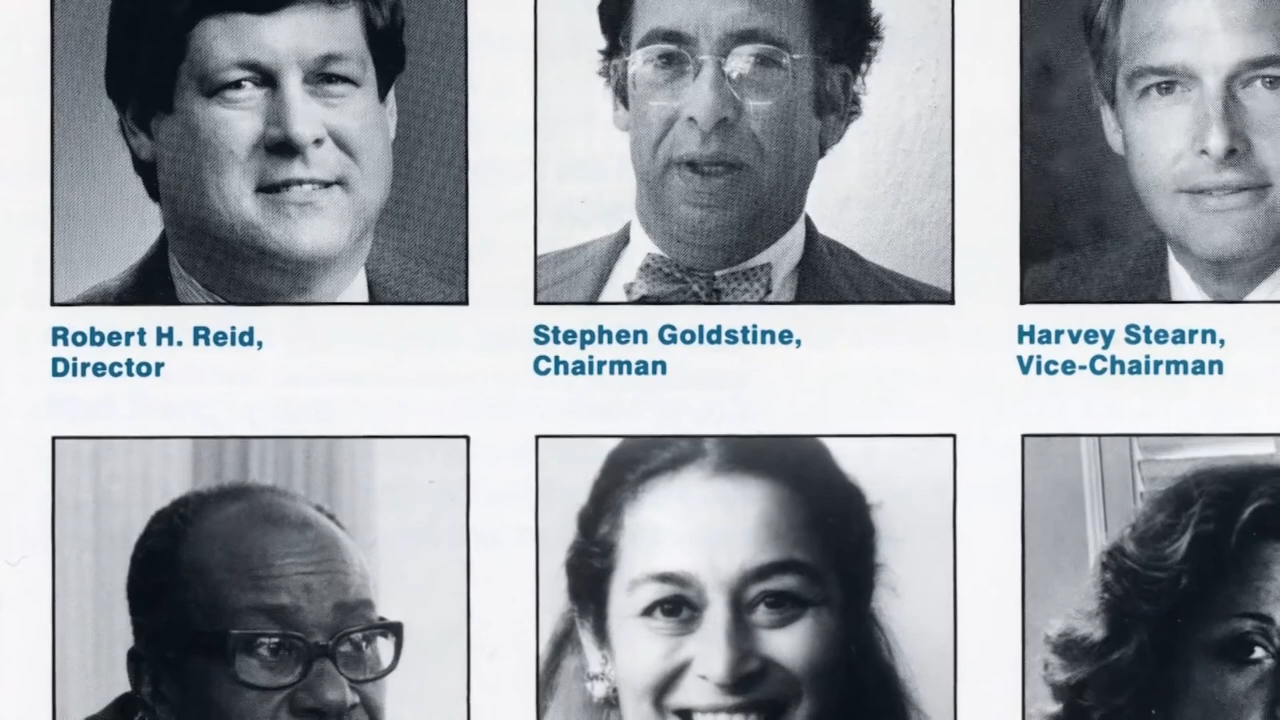 Robert H. Reid,
Director
Stephen Goldstine,
Chairman
Harvey Stearn,
Vice-Chairman